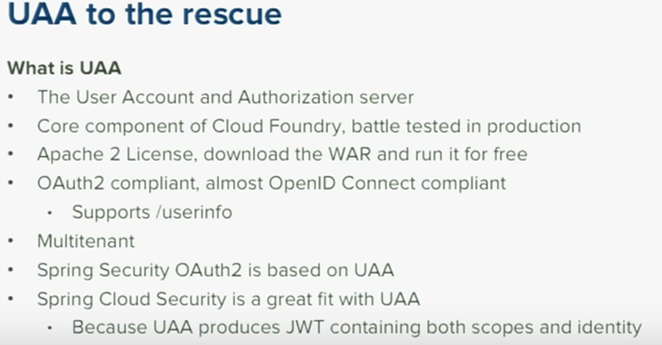 UAA to the rescue
What is UAA
• The User Account and Authorization server
• Core component of Cloud Foundry, battle tested in production
• Apache 2 License, download the WAR and run it for free
• OAuth2 compliant, almost OpenID Connect compliant
• Supports /userinfo
• Multitenant
• Spring Security OAuth2 is based on UAA
• Spring Cloud Security is a great fit with UAA
• Because UAA produces JWT containing both scopes and identity